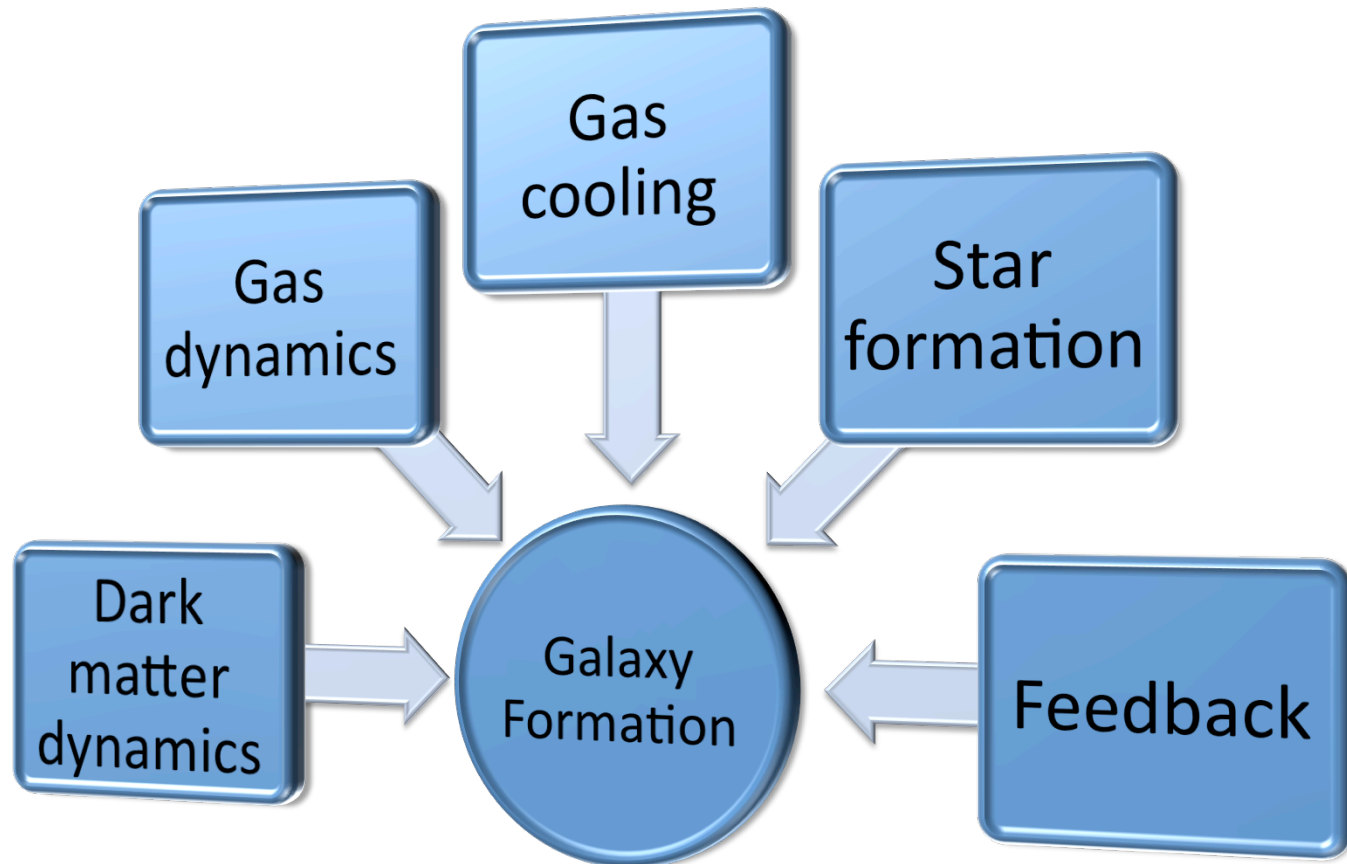 Gas
cooling
Gas
dynamics
Star
formation
Dark
matter
dynamics
Galaxy
Formation
Feedback